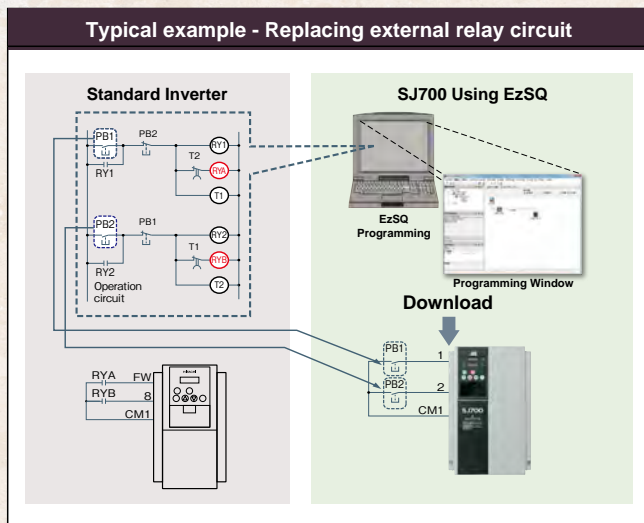 Typical example - Replacing external relay circuit
Standard Inverter
PB1
PB2
RY1
RY1
T2
RYA
T1
PB2
PB1
RY2
RY2
T1
RYB
T2
Operation
circuit
RYA
FW
RYB
8
CM1
SJ700 Using EzSQ
EzSQ
Programming
Programming Window
Download
PB1
1
PB2
2
CM1
SJ700